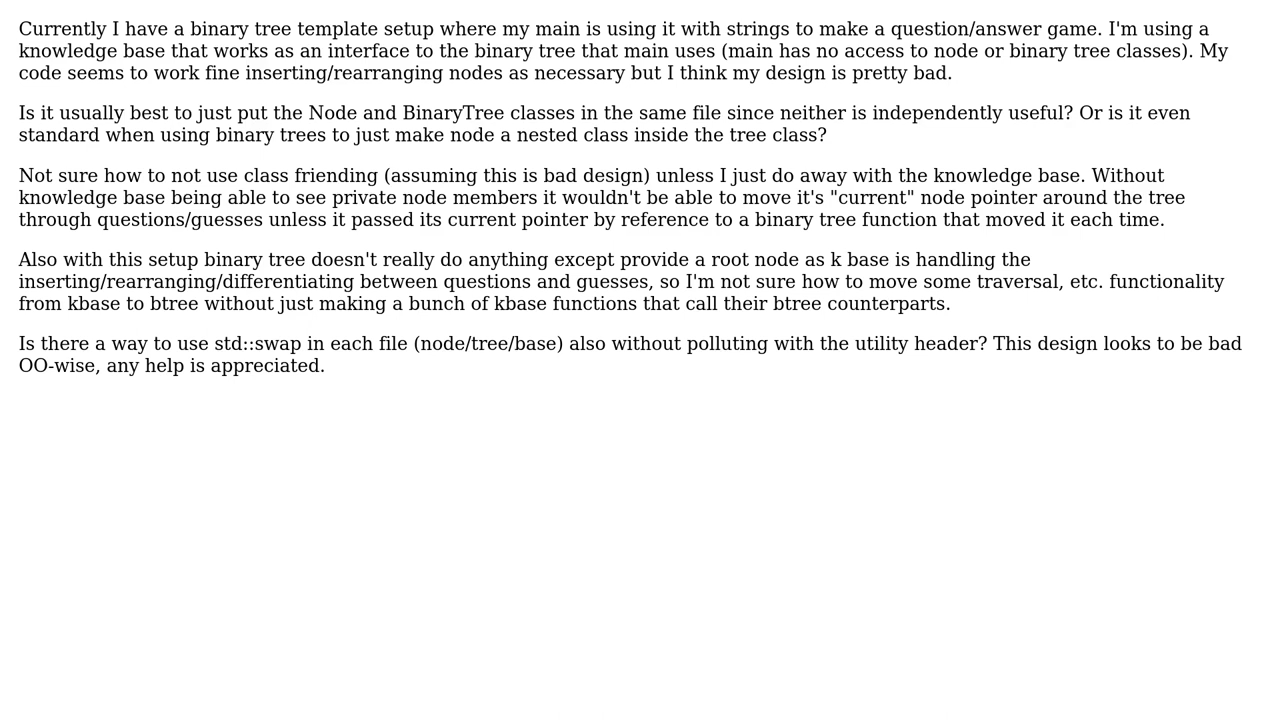 Currently I have a binary tree template setup where my main is using it with strings to make a question/answer game. I'm using a
knowledge base that works as an interface to the binary tree that main uses (main has no access to node or binary tree classes). My
code seems to work fine inserting/rearranging nodes as necessary but I think my design is pretty bad.
Is it usually best to just put the Node and BinaryTree classes in the same file since neither is independently useful? Or is it even
standard when using binary trees to just make node a nested class inside the tree class?
Not sure how to not use class friending (assuming this is bad design) unless I just do away with the knowledge base. Without
knowledge base being able to see private node members it wouldn't be able to move it's "current" node pointer around the tree
through questions/guesses unless it passed its current pointer by reference to a binary tree function that moved it each time.
Also with this setup binary tree doesn't really do anything except provide a root node as k base is handling the
inserting/rearranging/differentiating between questions and guesses, so I'm not sure how to move some traversal, etc. functionality
from kbase to btree without just making a bunch of kbase functions that call their btree counterparts.
Is there a way to use std::swap in each file (node/tree/base) also without polluting with the utility header? This design looks to be bad
OO-wise, any help is appreciated.